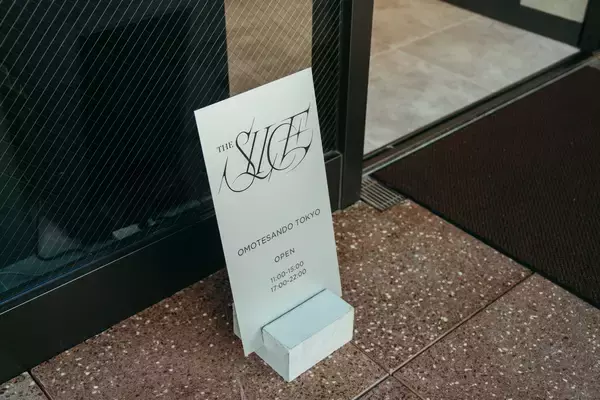 THE SLICE
OMOTESANDO TOKYO
OPEN
11:00-15:00
17:00-22:00